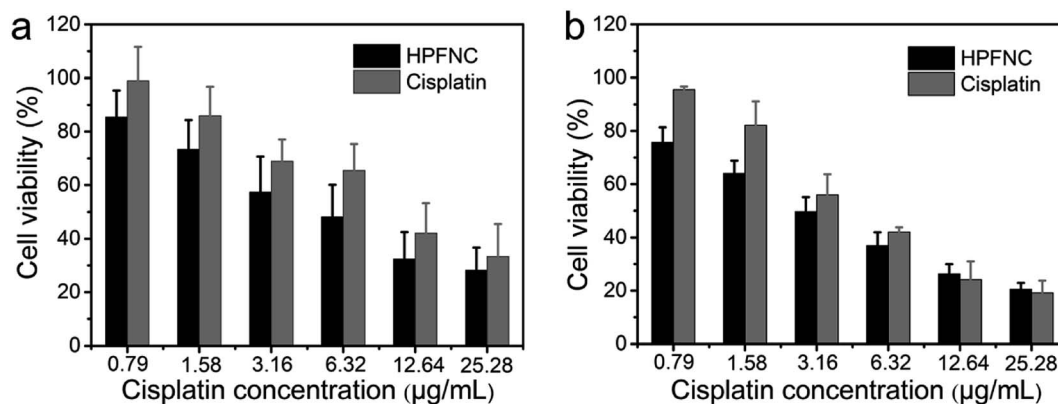 a
HPFNC
Cisplatin
Cell viability (%)
120
100
80
60
40
20
0
0.79 1.58 3.16 6.32 12.64 25.28
Cisplatin concentration (µg/mL)
b
HPFNC
Cisplatin
Cell viability (%)
120
100
80
60
40
20
0
0.79 1.58 3.16 6.32 12.64 25.28
Cisplatin concentration (µg/mL)